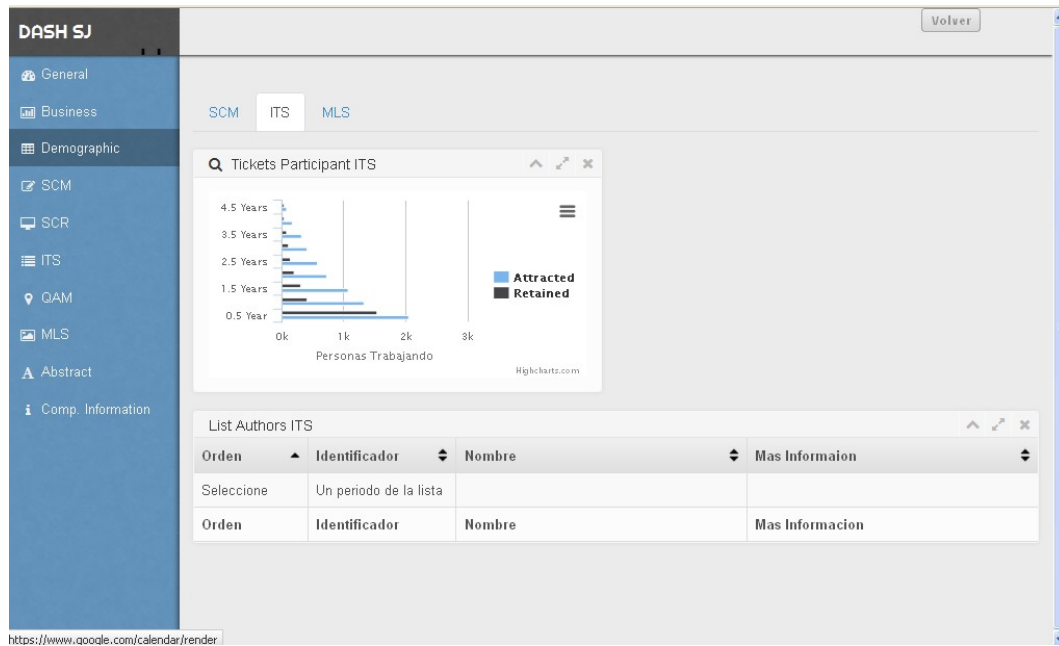 Volver
DASH SJ
General
Business
Demographic
SCM
SCR
ITS
QAM
MLS
Abstract
Comp. Information
SCM ITS MLS
Tickets Participant ITS
4.5 Years
3.5 Years
2.5 Years
1.5 Years
0.5 Year
0k 1k 2k 3k
Personas Trabajando
Attracted
Retained
Highcharts.com
List Authors ITS
Orden Identificador Nombre Mas Informaion
Seleccione Un periodo de la lista
Orden Identificador Nombre Mas Informacion
https://www.google.com/calendar/render